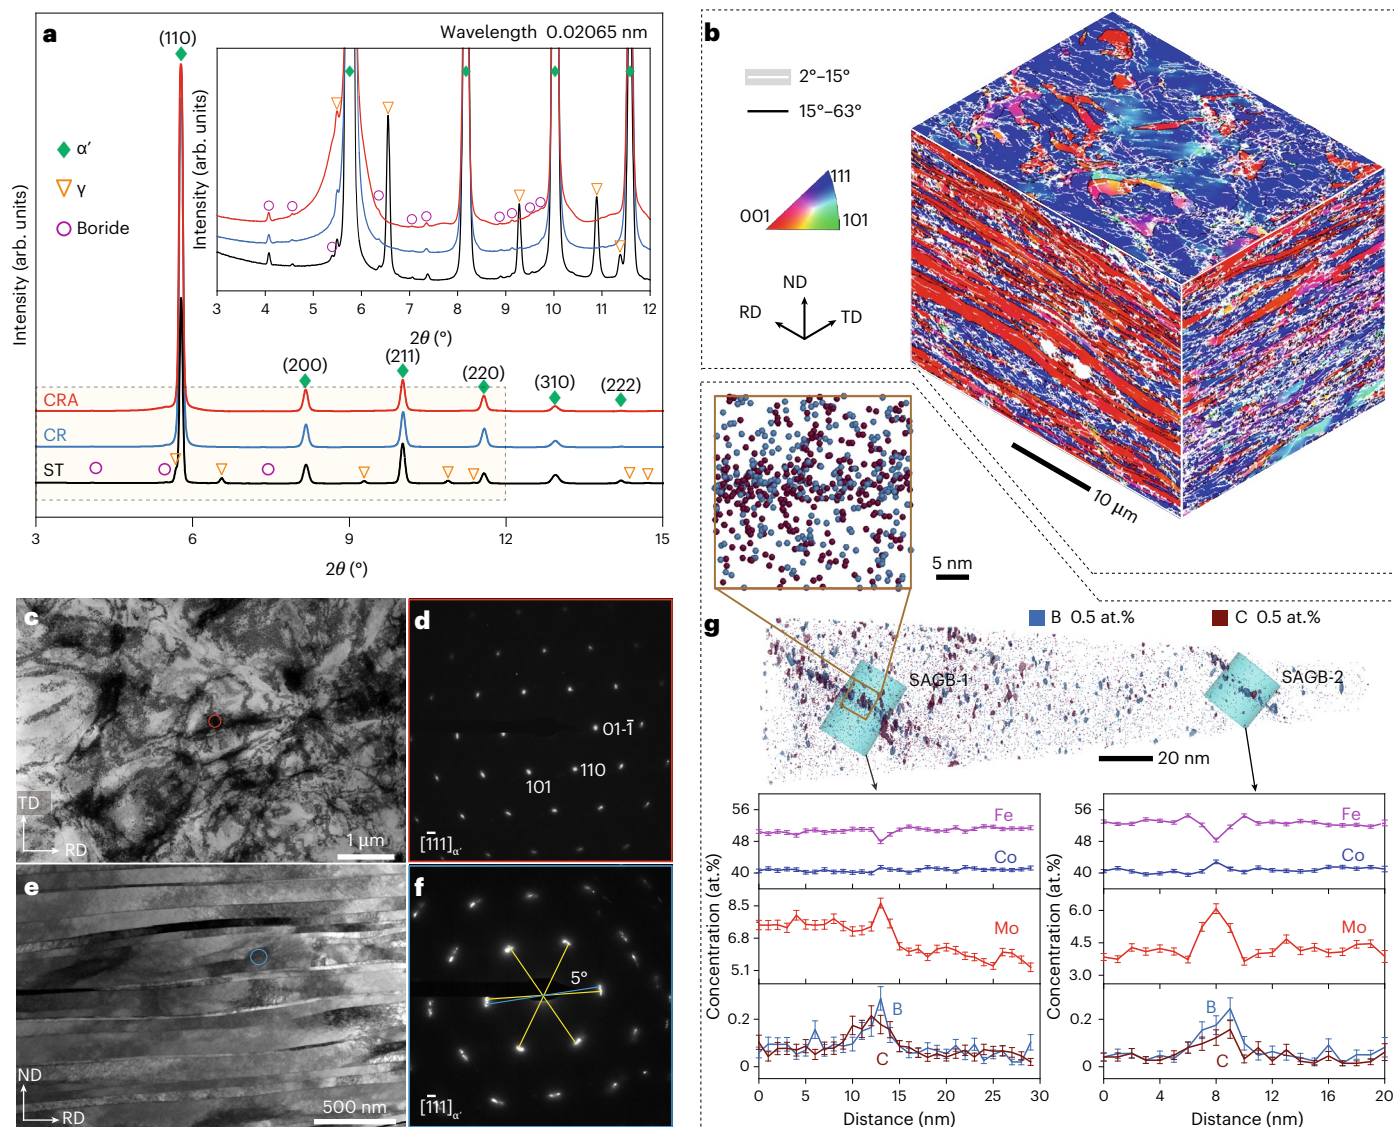 a
Wavelength 0.02065 nm
(110)
α′
γ
Boride
Intensity (arb. units)
Intensity (arb. units)
3 4 5 6 7 8 9 10 11 12
2θ (°)
(200)
(211)
(220)
(310)
(222)
CRA
CR
ST
γ
3 6 9 12 15
2θ (°)
b
2°–15°
15°–63°
111
001
101
ND
RD
TD
10 μm
c
TD
RD
1 μm
d
01-1̅
110
101
[1̅11]α′
e
ND
RD
500 nm
f
5°
[1̅11]α′
5 nm
g
B 0.5 at.%
C 0.5 at.%
SAGB-1
SAGB-2
20 nm
Concentration (at.%)
56
48
40
Fe
Co
8.5
6.8
5.1
Mo
0.2
0
B
C
0 5 10 15 20 25 30
Distance (nm)
Concentration (at.%)
56
48
40
Fe
Co
6.0
4.5
3.0
Mo
0.2
0
B
C
0 4 8 12 16 20
Distance (nm)